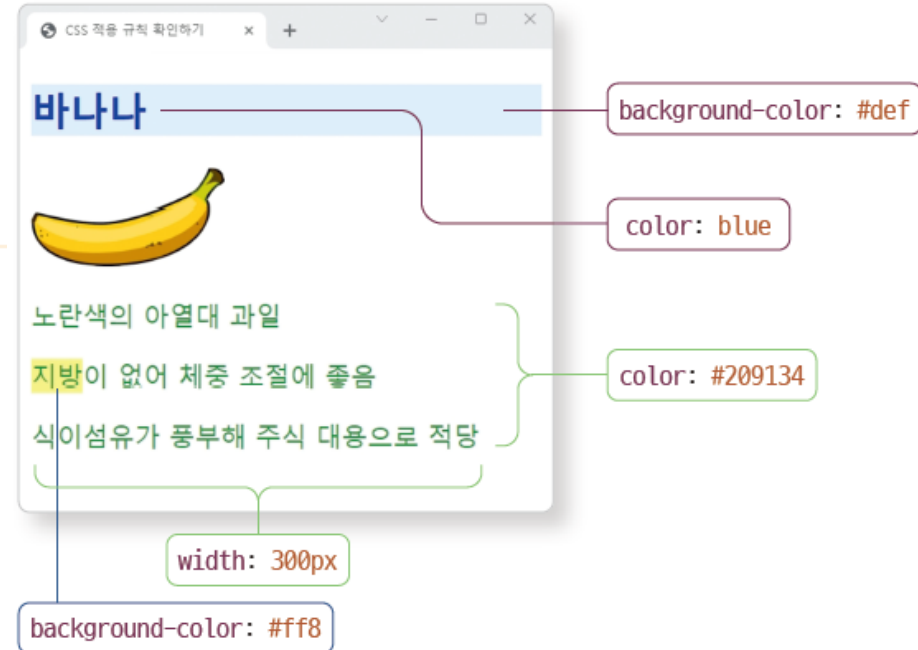 CSS 적용 규칙 확인하기
바나나
background-color: #def
color: blue
노란색의 아열대 과일
지방이 없어 체중 조절에 좋음
color: #209134
식이섬유가 풍부해 주식 대용으로 적당
width: 300px
background-color: #ff8